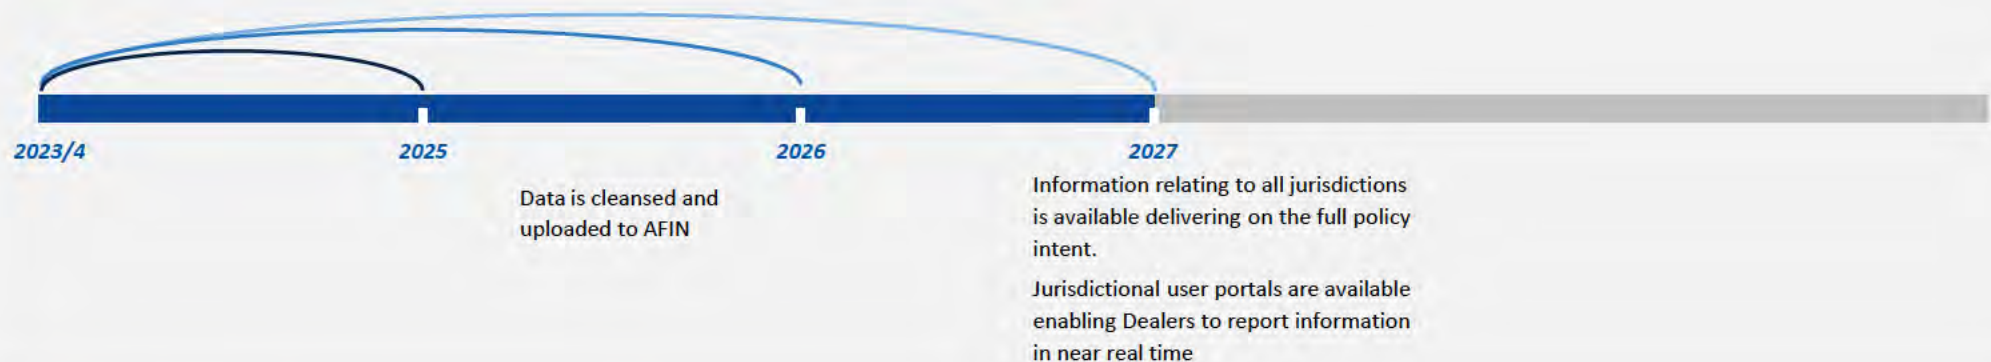 2023/4
2025
2026
2027
Data is cleansed and
uploaded to AFIN
Information relating to all jurisdictions
is available delivering on the full policy
intent.
Jurisdictional user portals are available
enabling Dealers to report information
in near real time